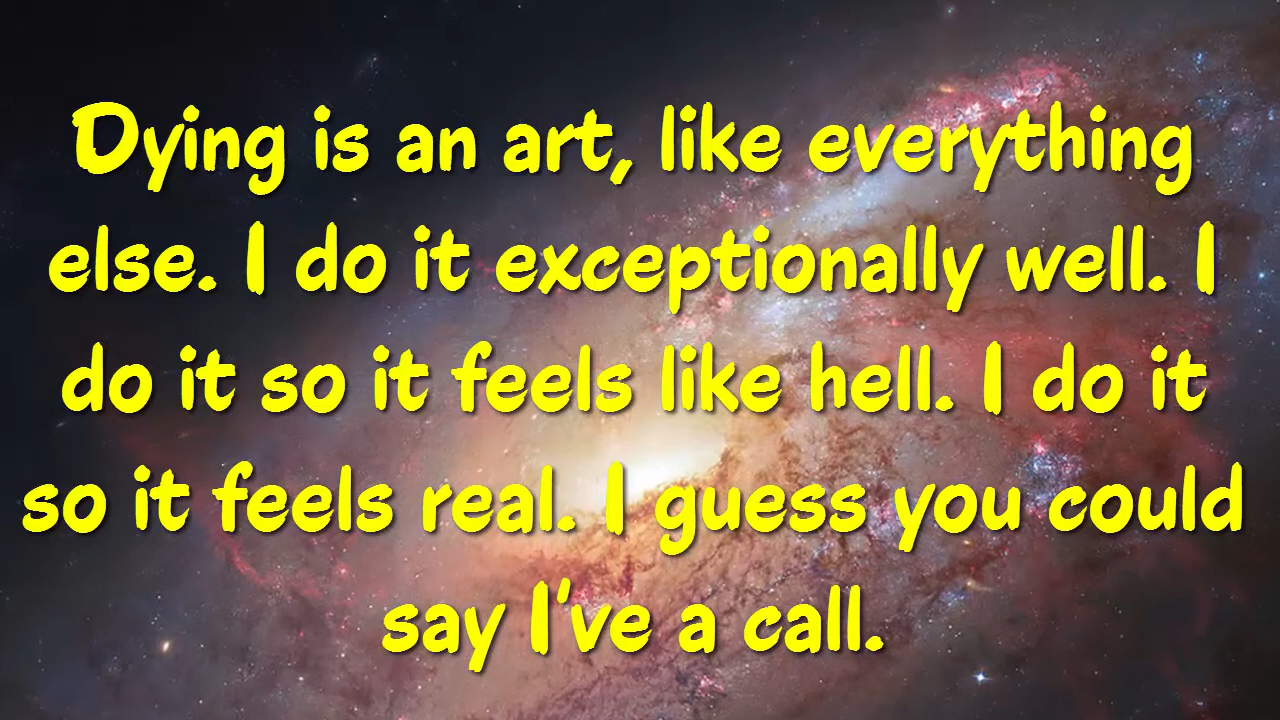 Dying is an art, like everything
else. I do it exceptionally well. I
do it so it feels like hell. I do it
so it feels real. I guess you could
say I've a call.